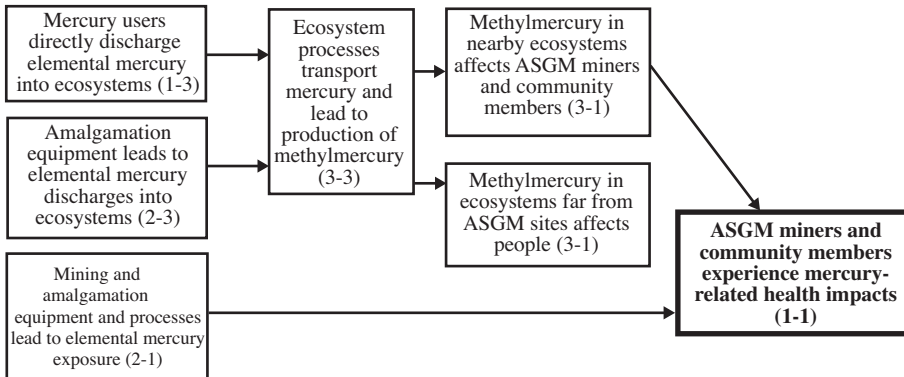 Mercury users
directly discharge
elemental mercury
into ecosystems (1-3)
Amalgamation
equipment leads to
elemental mercury
discharges into
ecosystems (2-3)
Mining and
amalgamation
equipment and processes
lead to elemental mercury
exposure (2-1)
Ecosystem
processes
transport
mercury and
lead to
production of
methylmercury
(3-3)
Methylmercury in
nearby ecosystems
affects ASGM miners
and community
members (3-1)
Methylmercury in
ecosystems far from
ASGM sites affects
people (3-1)
ASGM miners and
community members
experience mercury-
related health impacts
(1-1)